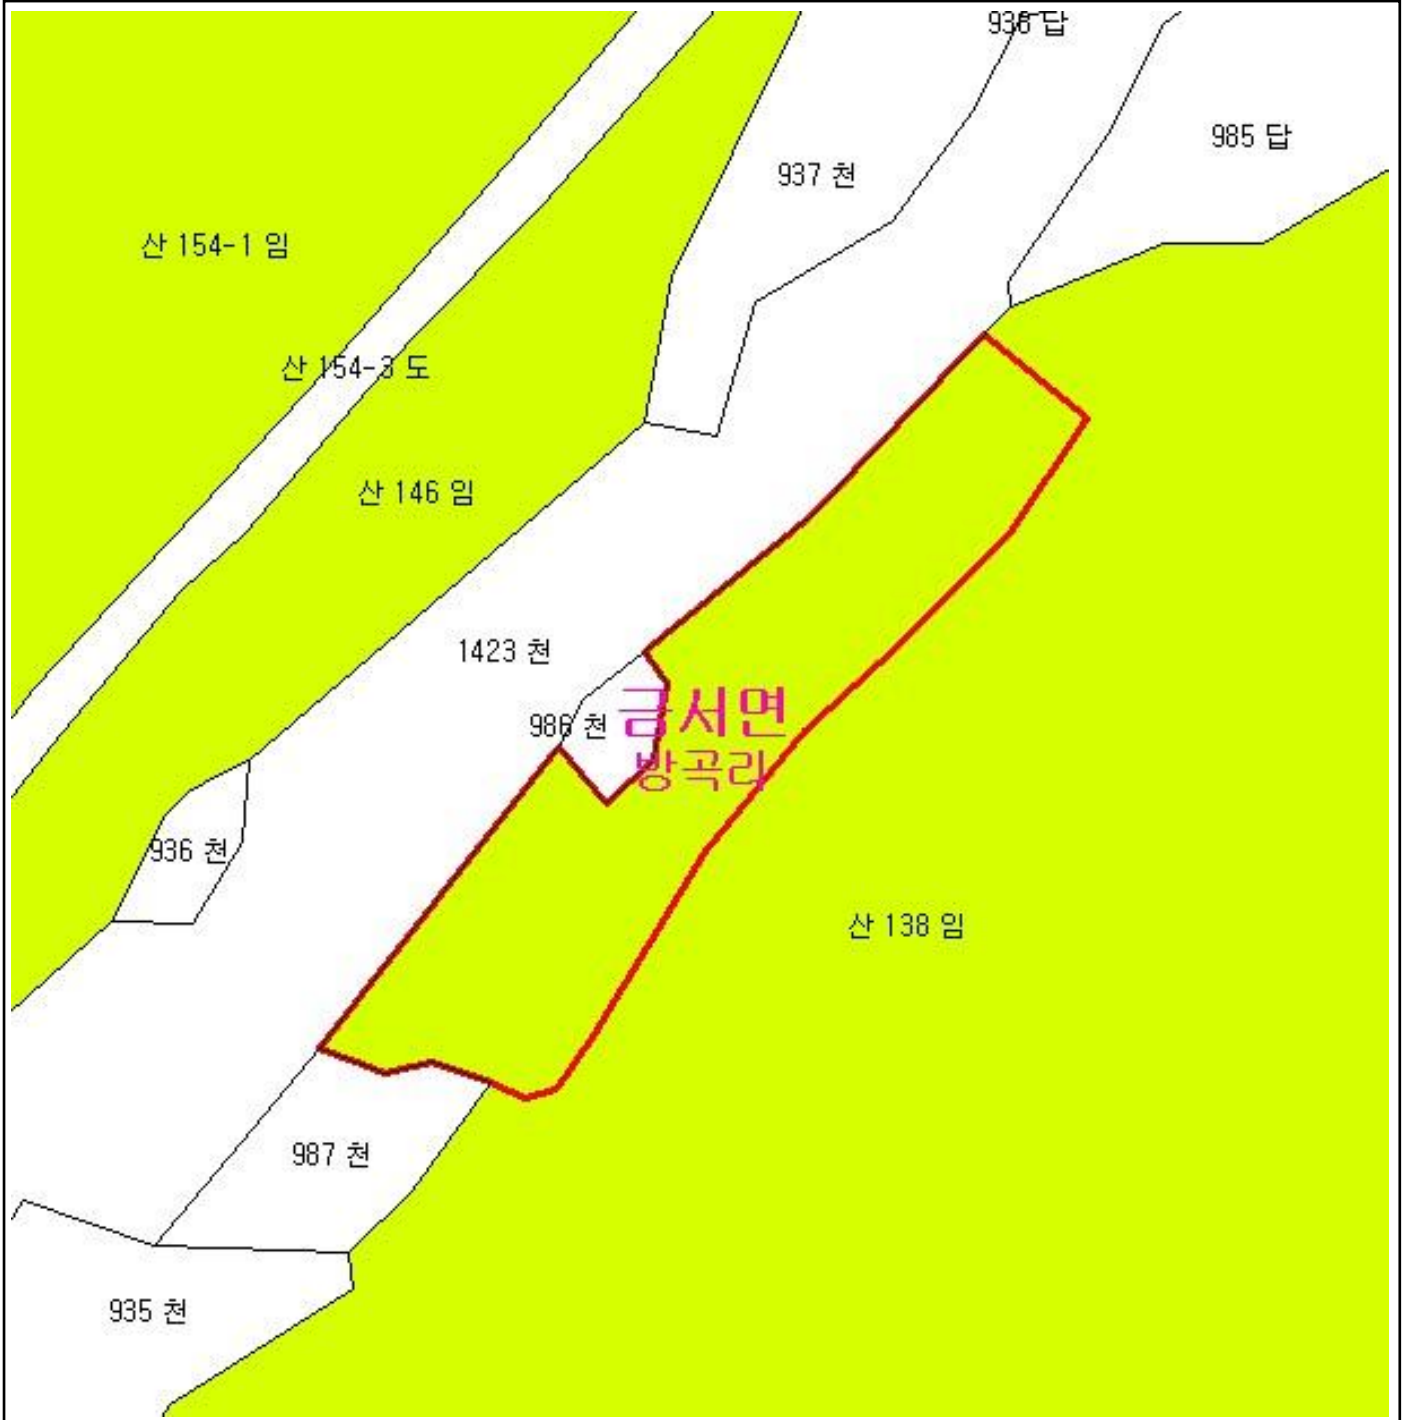 938 답
985 답
937 천
산 154-1 임
산 154-3 도
산 146 임
1423 천
986 천
금서면
방곡리
936 천
산 138 임
987 천
935 천